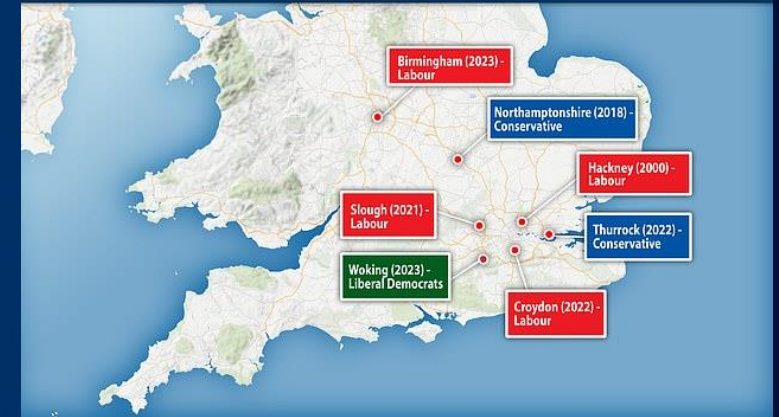 Birmingham (2023) -
Labour
Northamptonshire (2018) -
Conservative
Hackney (2000) -
Labour
Slough (2021) -
Labour
Thurrock (2022) -
Conservative
Woking (2023) -
Liberal Democrats
Croydon (2022) -
Labour